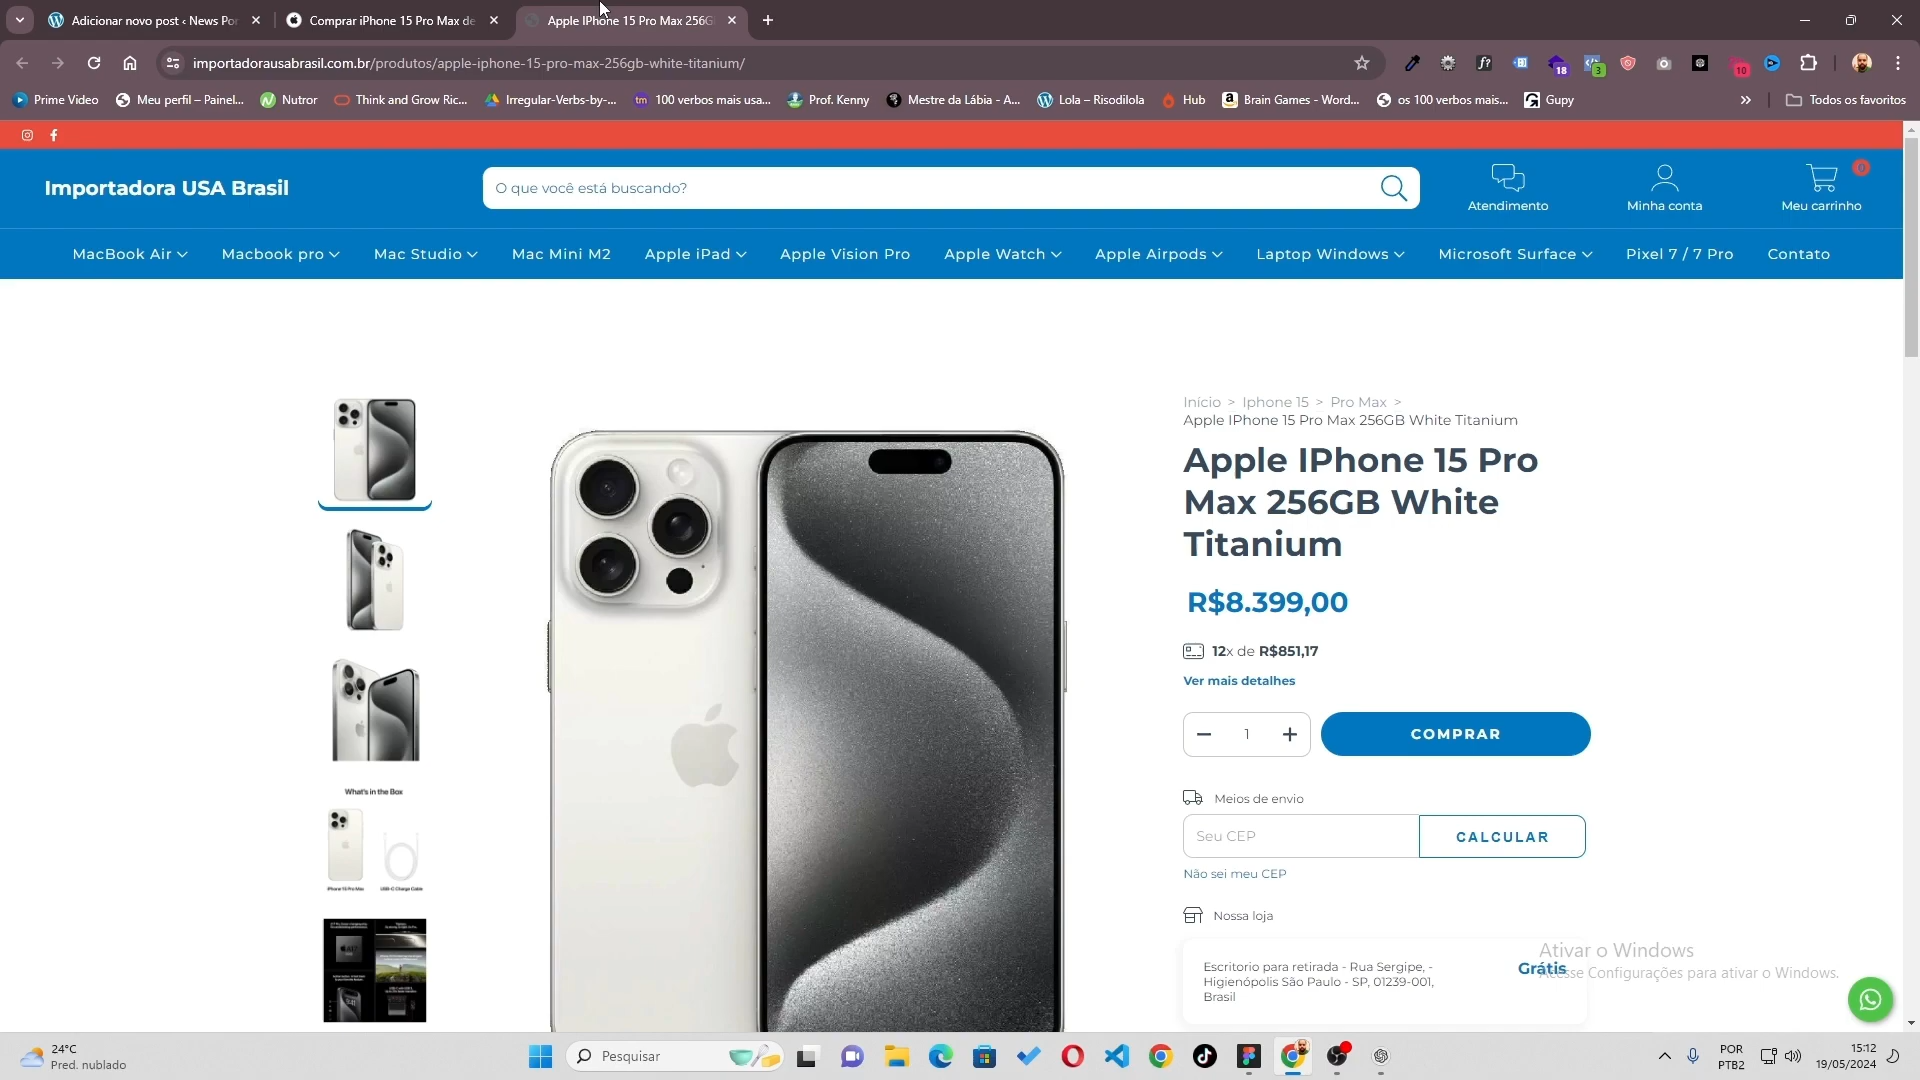 Adicionar novo post ‹ News Por
Comprar iPhone 15 Pro Max de
Apple IPhone 15 Pro Max 256G
importadorausabrasil.com.br/produtos/apple-iphone-15-pro-max-256gb-white-titanium/
18
3
10
Prime Video
Meu perfil – Painel...
Nutror
Think and Grow Ric...
Irregular-Verbs-by-...
tm 100 verbos mais usa...
Prof. Kenny
Mestre da Lábia - A...
Lola – Risodilola
Hub
Brain Games - Word...
os 100 verbos mais...
Gupy
Todos os favoritos
Importadora USA Brasil
O que você está buscando?
Atendimento
Minha conta
0
Meu carrinho
MacBook Air
Macbook pro
Mac Studio
Mac Mini M2
Apple iPad
Apple Vision Pro
Apple Watch
Apple Airpods
Laptop Windows
Microsoft Surface
Pixel 7 / 7 Pro
Contato
Início > Iphone 15 > Pro Max >
Apple IPhone 15 Pro Max 256GB White Titanium
Apple IPhone 15 Pro
Max 256GB White
Titanium
R$8.399,00
12x de R$851,17
Ver mais detalhes
1
COMPRAR
Meios de envio
Seu CEP
CALCULAR
Não sei meu CEP
Nossa loja
Escritorio para retirada - Rua Sergipe, -
Higienópolis São Paulo - SP, 01239-001,
Brasil
Grátis
What's in the Box
iPhone 15 Pro Max
USB-C Charge Cable
Ativar o Windows
Acesse Configurações para ativar o Windows.
24°C
Pred. nublado
Pesquisar
POR
PTB2
15:12
19/05/2024